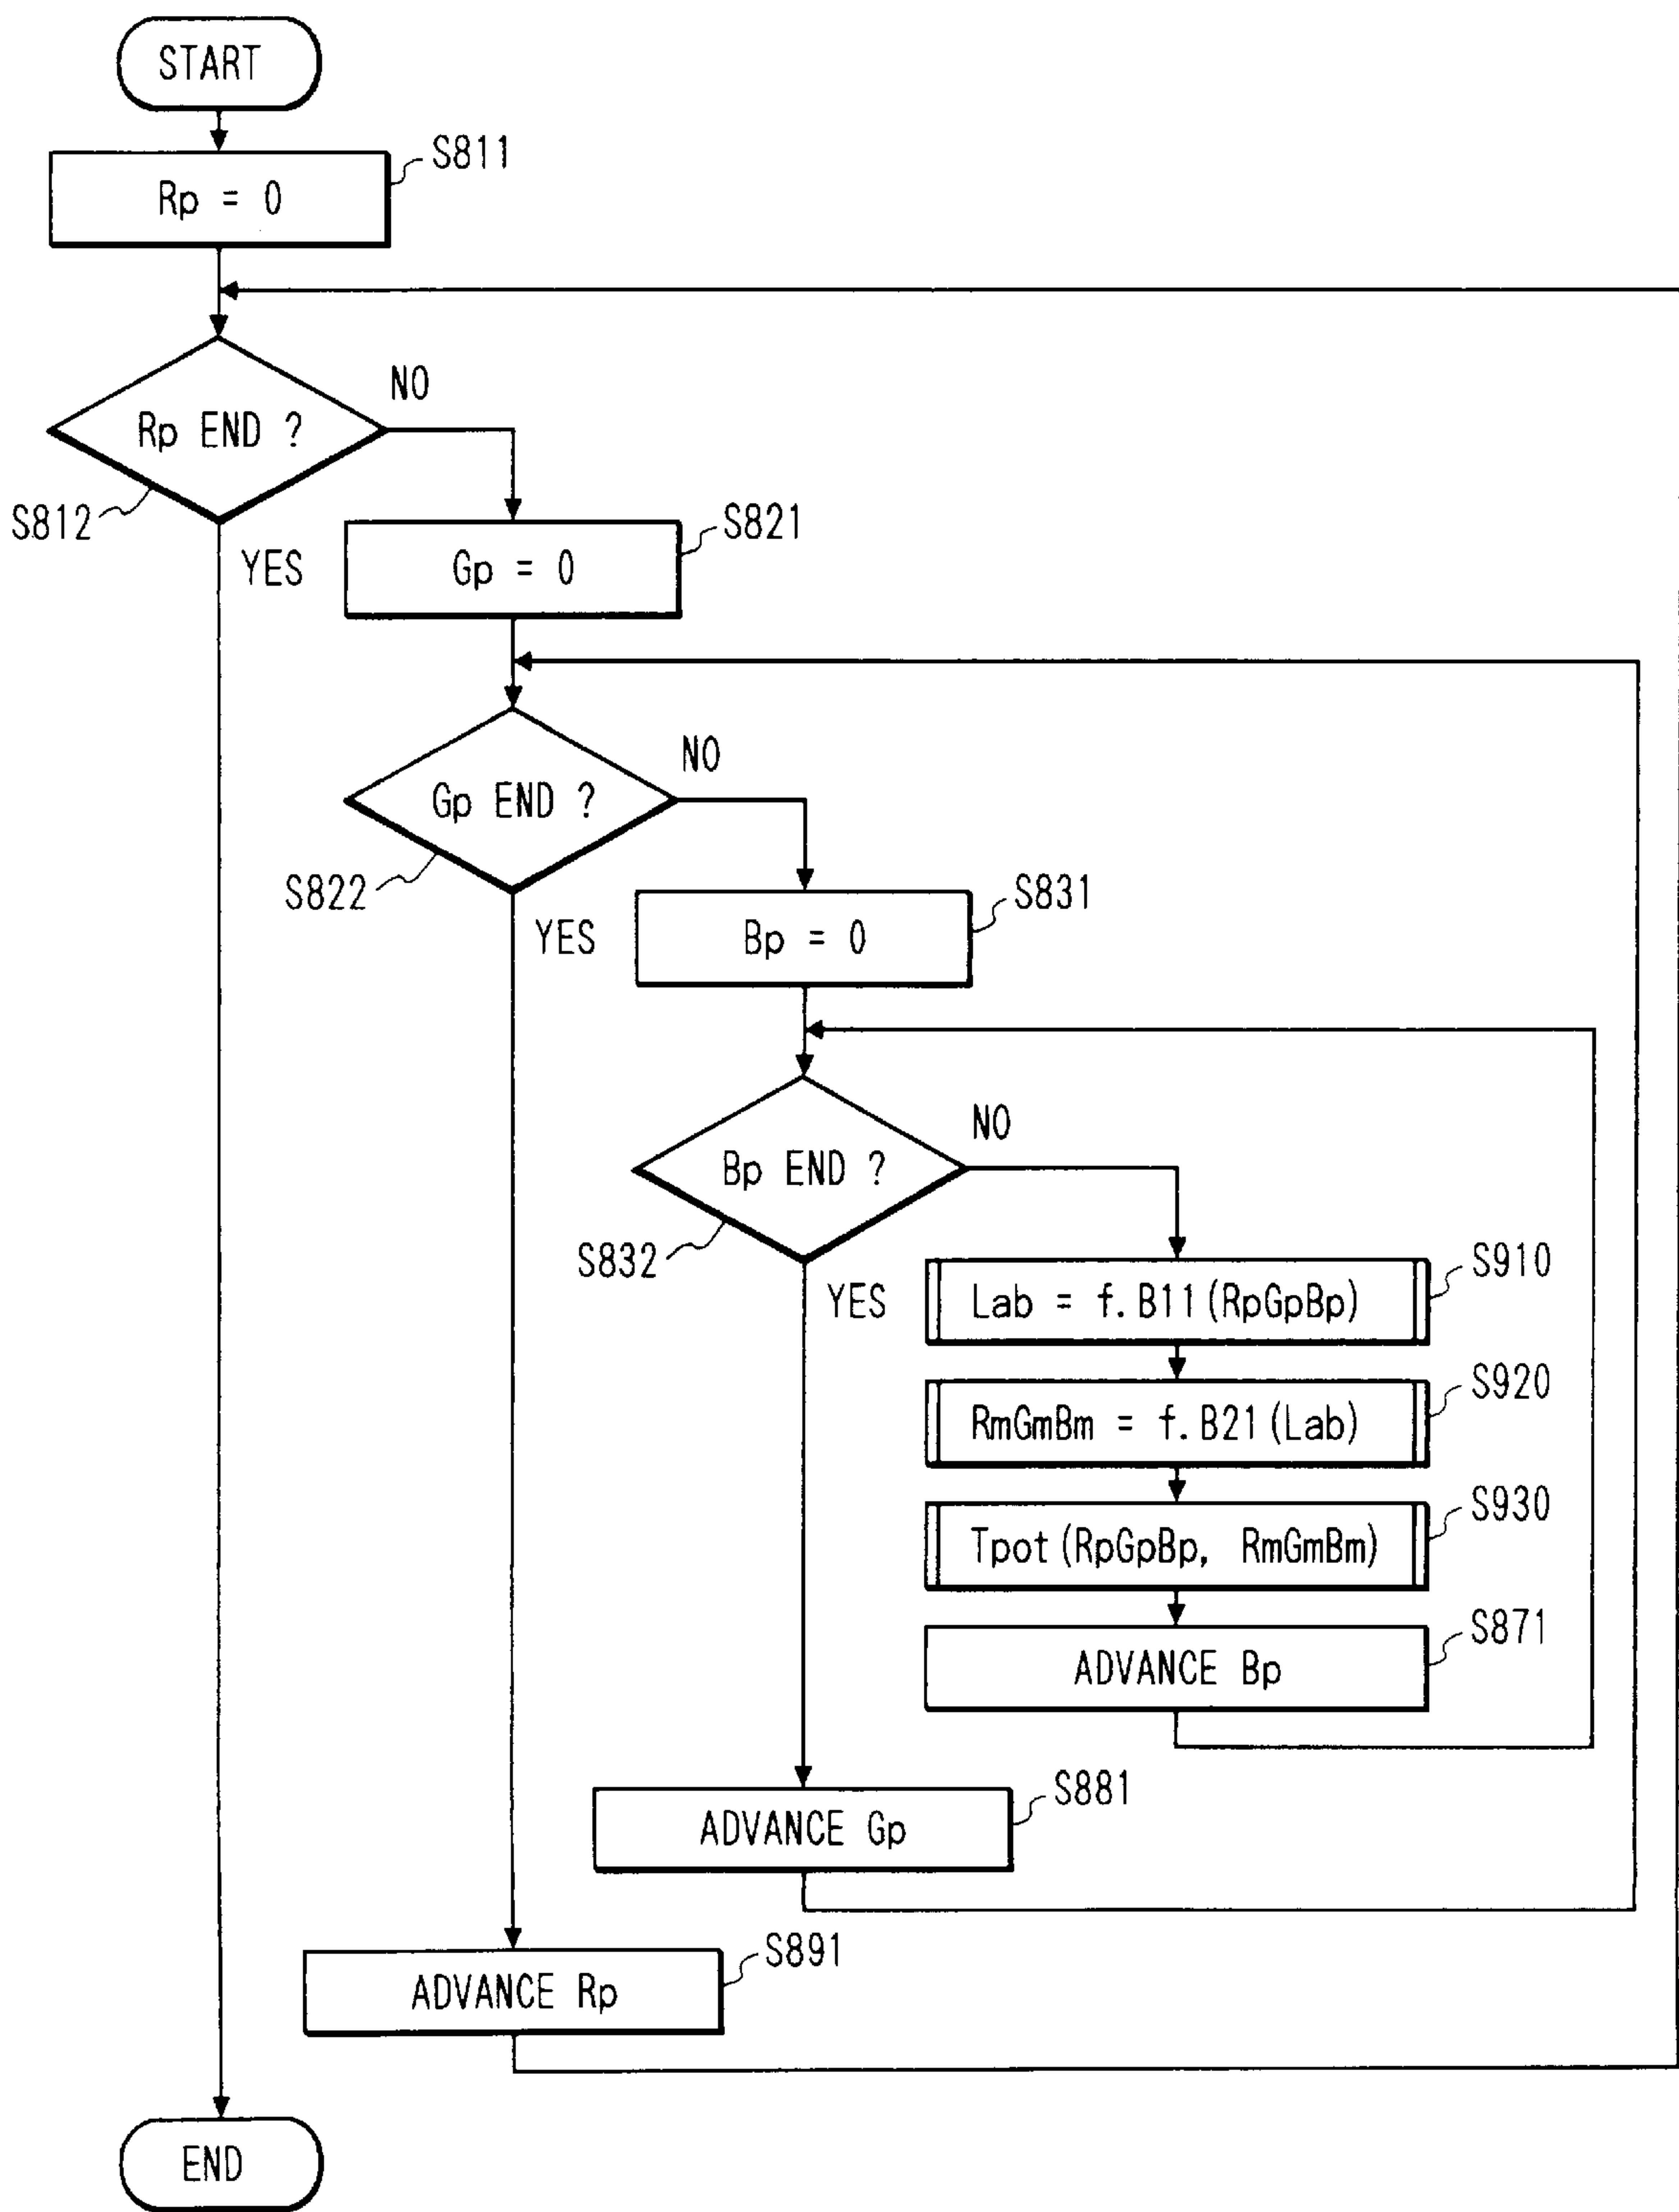 START
S811
Rp = 0
NO
Rp END ?
S812
YES
S821
Gp = 0
NO
Gp END ?
S822
YES
S831
Bp = 0
NO
Bp END ?
S832
YES
S910
Lab = f.B11(RpGpBp)
S920
RmGmBm = f.B21(Lab)
S930
Tpot(RpGpBp, RmGmBm)
S871
ADVANCE Bp
S881
ADVANCE Gp
S891
ADVANCE Rp
END